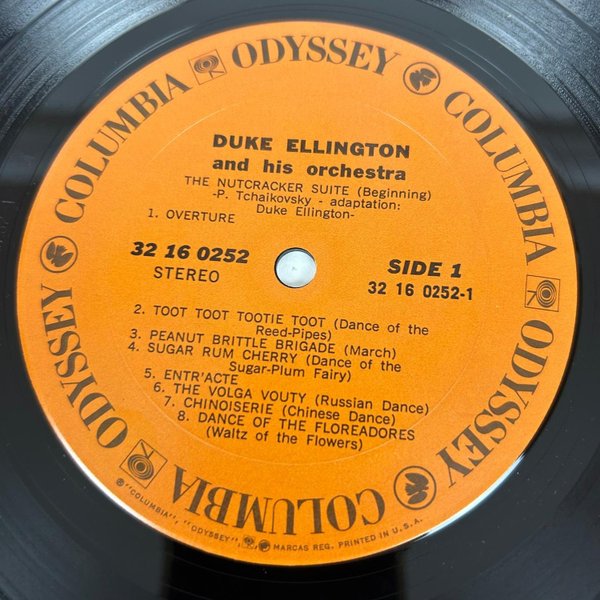 COLUMBIA ODYSSEY COLUMBIA ODYSSEY COLUMBIA COLUMBIA ODYSSEY
DUKE ELLINGTON
and his orchestra
THE NUTCRACKER SUITE (Beginning)
-P. Tchaikovsky - adaptation:
Duke Ellington-
1. OVERTURE
32 16 0252
STEREO
SIDE 1
32 16 0252-1
2. TOOT TOOT TOOTIE TOOT (Dance of the
Reed-Pipes)
3. PEANUT BRITTLE BRIGADE (March)
4. SUGAR RUM CHERRY (Dance of the
Sugar-Plum Fairy)
5. ENTR'ACTE
6. THE VOLGA VOUTY (Russian Dance)
7. CHINOISERIE (Chinese Dance)
8. DANCE OF THE FLOREADORES
(Waltz of the Flowers)
® "COLUMBIA", "ODYSSEY", MARCAS REG. PRINTED IN U.S.A.